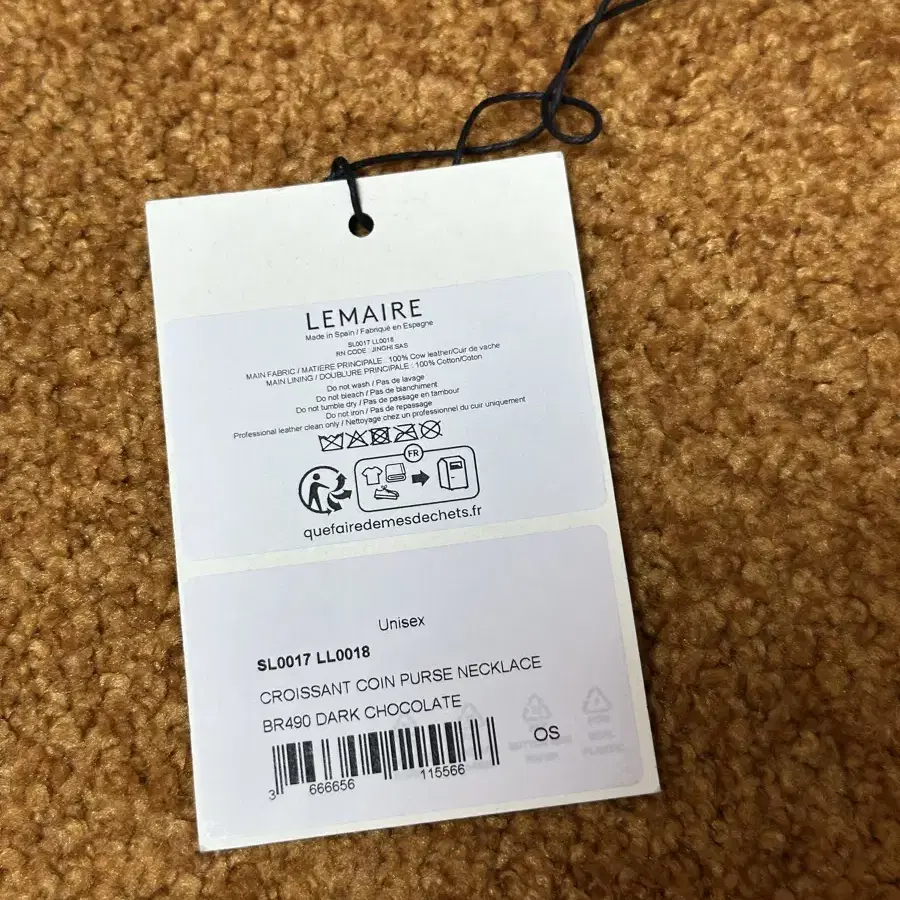 LEMAIRE
Made in Spain / Fabriqué en Espagne
SL0017 LL0018
RN CODE : JINGHI SAS
MAIN FABRIC / MATIERE PRINCIPALE : 100% Cow leather/Cuir de vache
MAIN LINING / DOUBLURE PRINCIPALE : 100% Cotton/Coton
Do not wash / Pas de lavage
Do not bleach / Pas de blanchiment
Do not tumble dry / Pas de passage en tambour
Do not iron / Pas de repassage
Professional leather clean only / Nettoyage chez un professionnel du cuir uniquement
FR
quefairedemesdechets.fr
Unisex
SL0017 LL0018
CROISSANT COIN PURSE NECKLACE
BR490 DARK CHOCOLATE
OS
3 666656 115566